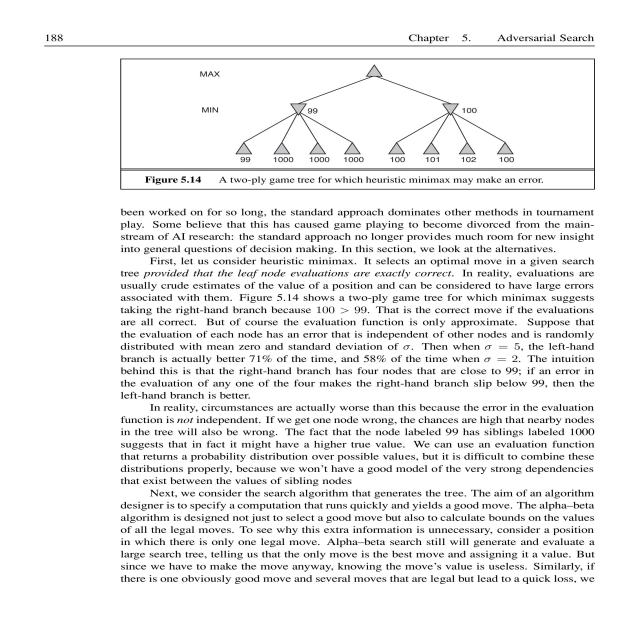 188 Chapter 5. Adversarial Search
MAX
MIN 99 100
99 1000 1000 1000 100 101 102 100
Figure 5.14 A two-ply game tree for which heuristic minimax may make an error.
been worked on for so long, the standard approach dominates other methods in tournament
play. Some believe that this has caused game playing to become divorced from the main-
stream of AI research: the standard approach no longer provides much room for new insight
into general questions of decision making. In this section, we look at the alternatives.
First, let us consider heuristic minimax. It selects an optimal move in a given search
tree provided that the leaf node evaluations are exactly correct. In reality, evaluations are
usually crude estimates of the value of a position and can be considered to have large errors
associated with them. Figure 5.14 shows a two-ply game tree for which minimax suggests
taking the right-hand branch because 100 > 99. That is the correct move if the evaluations
are all correct. But of course the evaluation function is only approximate. Suppose that
the evaluation of each node has an error that is independent of other nodes and is randomly
distributed with mean zero and standard deviation of σ. Then when σ = 5, the left-hand
branch is actually better 71% of the time, and 58% of the time when σ = 2. The intuition
behind this is that the right-hand branch has four nodes that are close to 99; if an error in
the evaluation of any one of the four makes the right-hand branch slip below 99, then the
left-hand branch is better.
In reality, circumstances are actually worse than this because the error in the evaluation
function is not independent. If we get one node wrong, the chances are high that nearby nodes
in the tree will also be wrong. The fact that the node labeled 99 has siblings labeled 1000
suggests that in fact it might have a higher true value. We can use an evaluation function
that returns a probability distribution over possible values, but it is difficult to combine these
distributions properly, because we won't have a good model of the very strong dependencies
that exist between the values of sibling nodes
Next, we consider the search algorithm that generates the tree. The aim of an algorithm
designer is to specify a computation that runs quickly and yields a good move. The alpha–beta
algorithm is designed not just to select a good move but also to calculate bounds on the values
of all the legal moves. To see why this extra information is unnecessary, consider a position
in which there is only one legal move. Alpha–beta search still will generate and evaluate a
large search tree, telling us that the only move is the best move and assigning it a value. But
since we have to make the move anyway, knowing the move's value is useless. Similarly, if
there is one obviously good move and several moves that are legal but lead to a quick loss, we